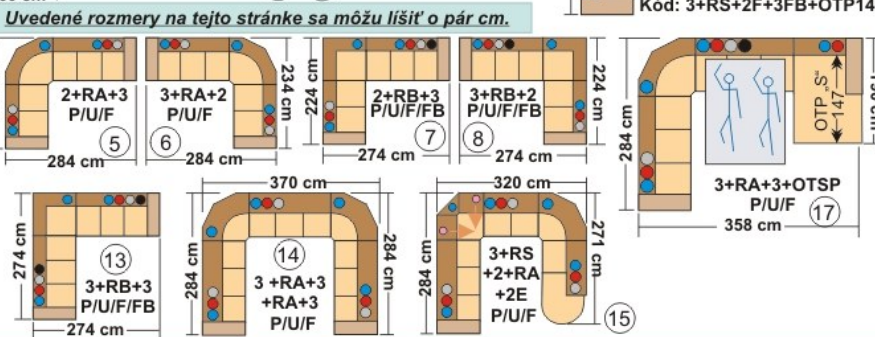 Kód: 3+RS+2F+3FB+OTP14
Uvedené rozmery na tejto stránke sa môžu líšiť o pár cm.
2+RA+3
P/U/F
5
284 cm
3+RA+2
P/U/F
6
234 cm
284 cm
224 cm
2+RB+3
P/U/F/FB
7
274 cm
3+RB+2
P/U/F/FB
8
224 cm
274 cm
284 cm
OTP „S“
147
3+RA+3+OTSP
P/U/F
17
358 cm
274 cm
13
3+RB+3
P/U/F/FB
274 cm
370 cm
284 cm
14
3 +RA+3
+RA+3
P/U/F
284 cm
320 cm
284 cm
3+RS
+2+RA
+2E
P/U/F
271 cm
15